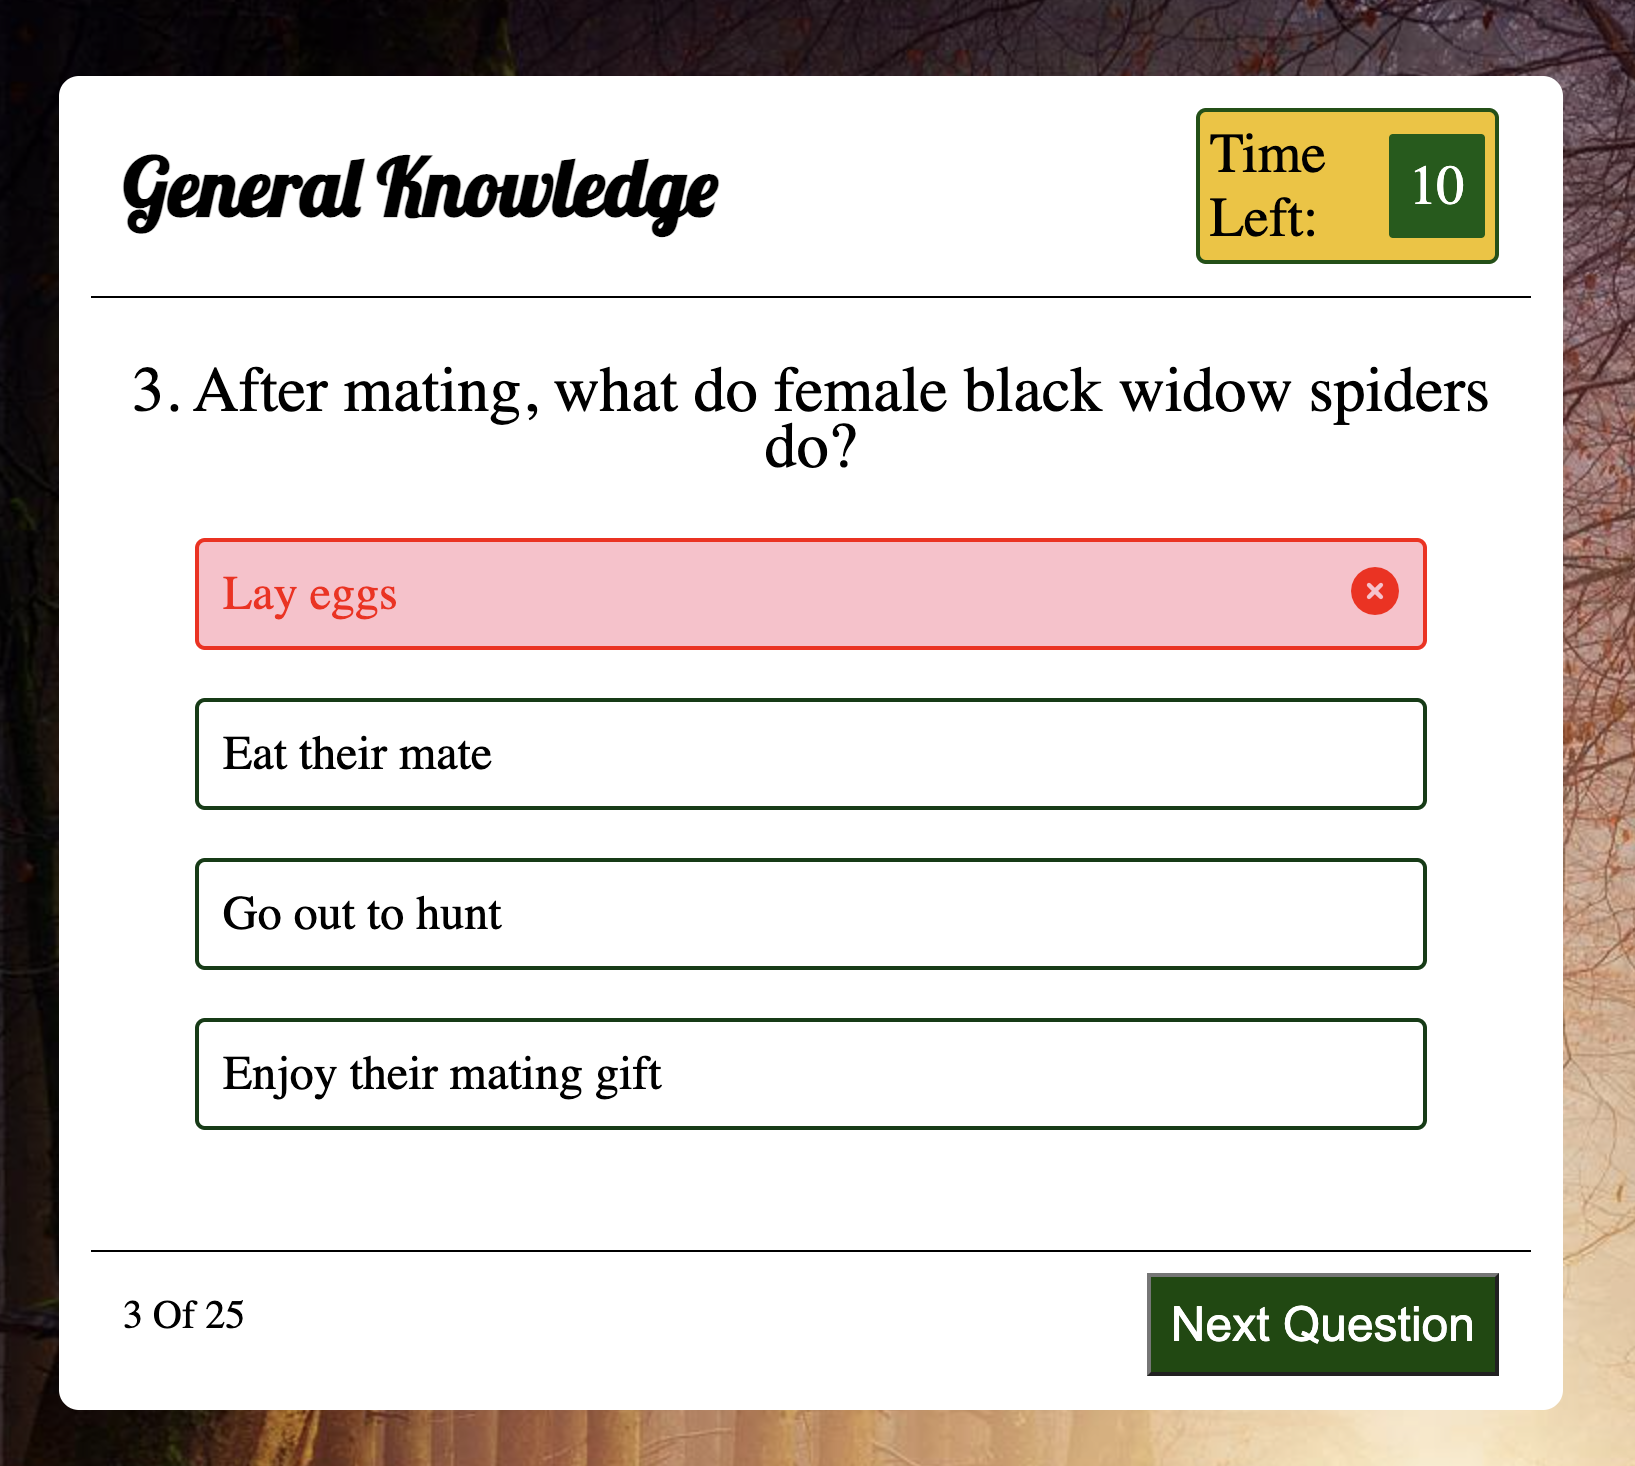 General Knowledge
Time
Left:
10
3. After mating, what do female black widow spiders
do?
Lay eggs
Eat their mate
Go out to hunt
Enjoy their mating gift
3 Of 25
Next Question